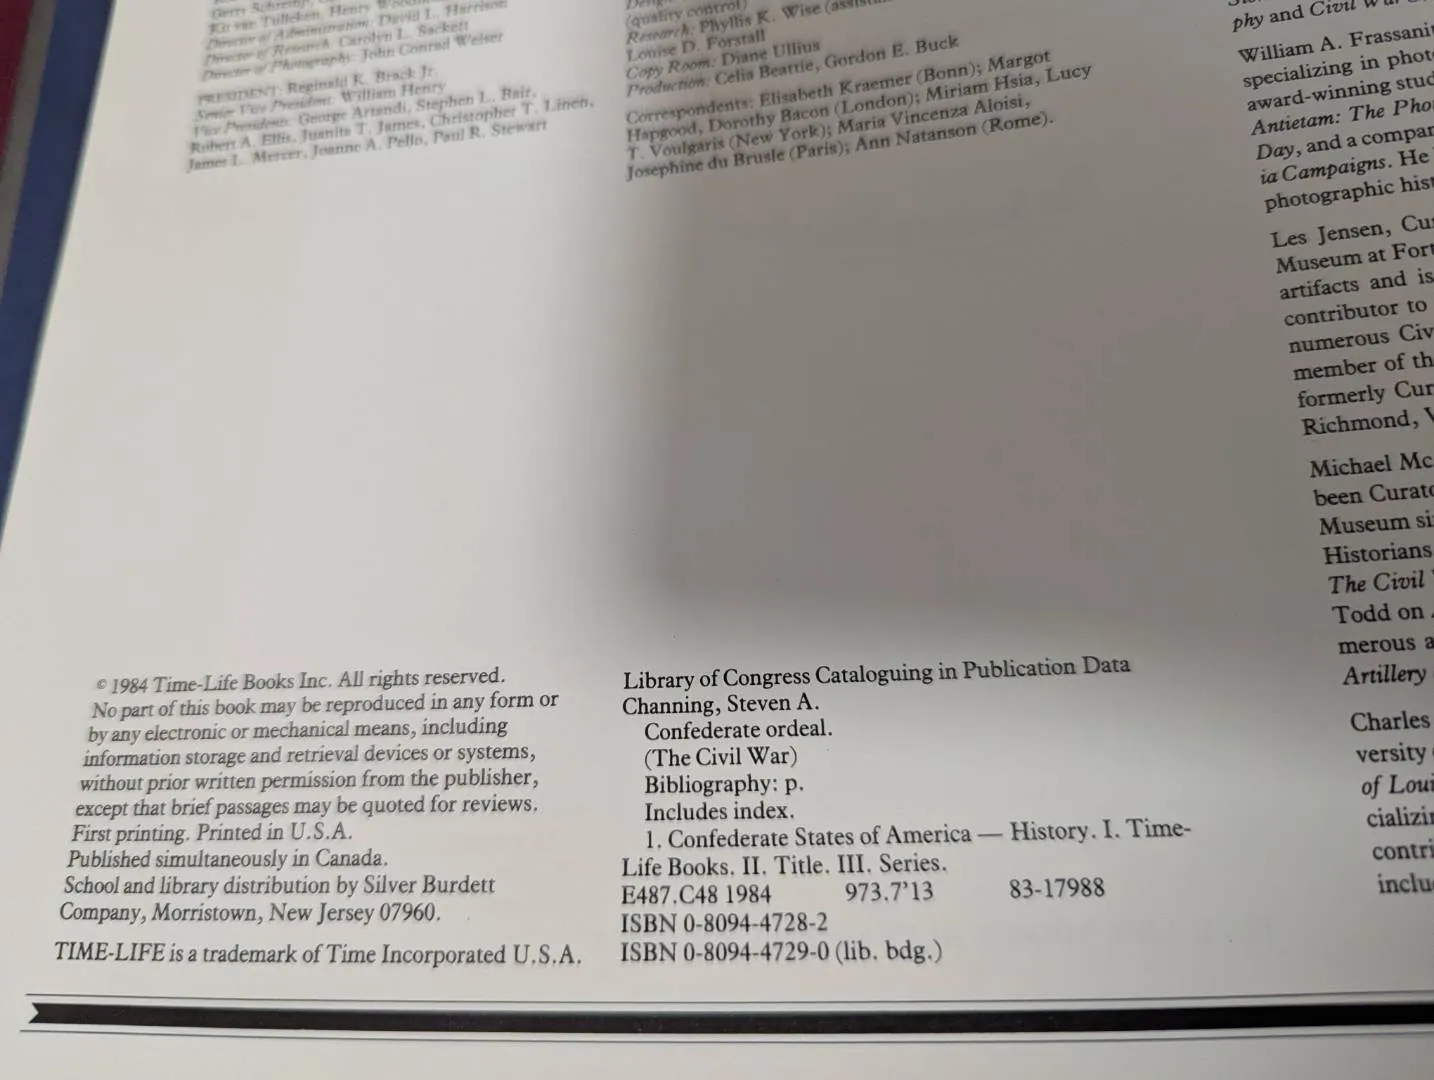 Gerry Schremp,
Kit van Tulleken, Henry
Director of Administration: David L. Harrison
Director of Research: Carolyn L. Sackett
Director of Photography: John Conrad Weiser
PRESIDENT: Reginald K. Brack Jr.
Senior Vice President: William Henry
Vice Presidents: George Artandi, Stephen L. Bair,
Robert A. Ellis, Juanita T. James, Christopher T. Linen,
James L. Mercer, Joanne A. Pello, Paul R. Stewart
© 1984 Time-Life Books Inc. All rights reserved.
No part of this book may be reproduced in any form or
by any electronic or mechanical means, including
information storage and retrieval devices or systems,
without prior written permission from the publisher,
except that brief passages may be quoted for reviews.
First printing. Printed in U.S.A.
Published simultaneously in Canada.
School and library distribution by Silver Burdett
Company, Morristown, New Jersey 07960.
TIME-LIFE is a trademark of Time Incorporated U.S.A.
(quality control)
Research: Phyllis K. Wise
Louise D. Forstall
Copy Room: Diane Ullius
Production: Celia Beattie, Gordon E. Buck
Correspondents: Elisabeth Kraemer (Bonn); Margot
Hapgood, Dorothy Bacon (London); Miriam Hsia, Lucy
T. Voulgaris (New York); Maria Vincenza Aloisi,
Josephine du Brusle (Paris); Ann Natanson (Rome).
Library of Congress Cataloguing in Publication Data
Channing, Steven A.
Confederate ordeal.
(The Civil War)
Bibliography: p.
Includes index.
1. Confederate States of America — History. I. Time-
Life Books. II. Title. III. Series.
E487.C48 1984 973.7'13 83-17988
ISBN 0-8094-4728-2
ISBN 0-8094-4729-0 (lib. bdg.)
phy and Civil
William A. Frassani
specializing in phot
award-winning stud
Antietam: The Pho
Day, and a compan
ia Campaigns. He
photographic hist
Les Jensen, Cu
Museum at Fort
artifacts and is
contributor to
numerous Civ
member of th
formerly Cur
Richmond, V
Michael Mc
been Curato
Museum si
Historians
The Civil
Todd on
merous a
Artillery
Charles
versity
of Loui
cializi
contri
inclu